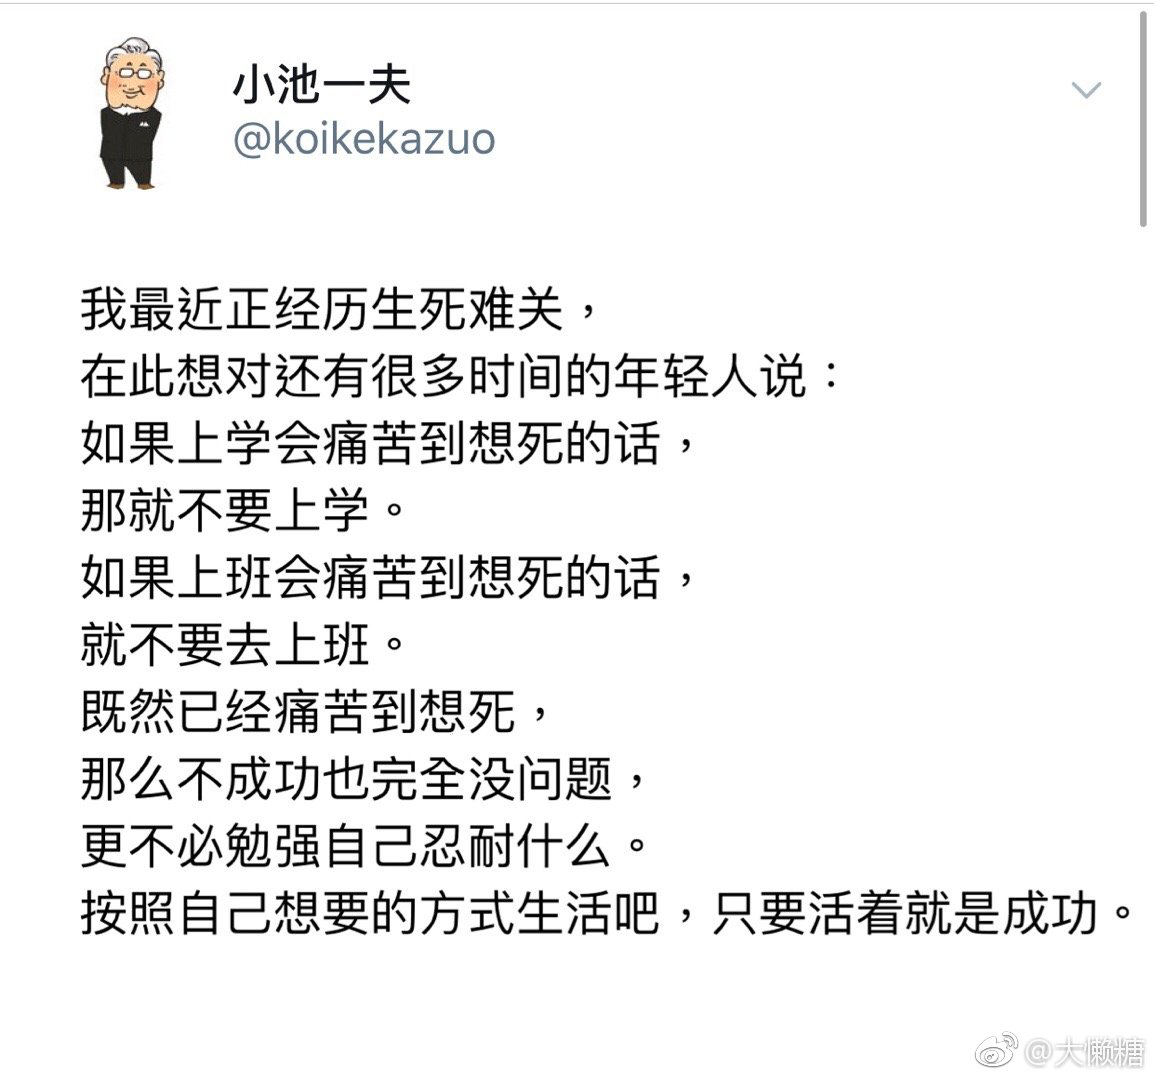 小池一夫
@koikekazuo
我最近正经历生死难关，
在此想对还有很多时间的年轻人说：
如果上学会痛苦到想死的话，
那就不要上学。
如果上班会痛苦到想死的话，
就不要去上班。
既然已经痛苦到想死，
那么不成功也完全没问题，
更不必勉强自己忍耐什么。
按照自己想要的方式生活吧，只要活着就是成功。
@大懒糖